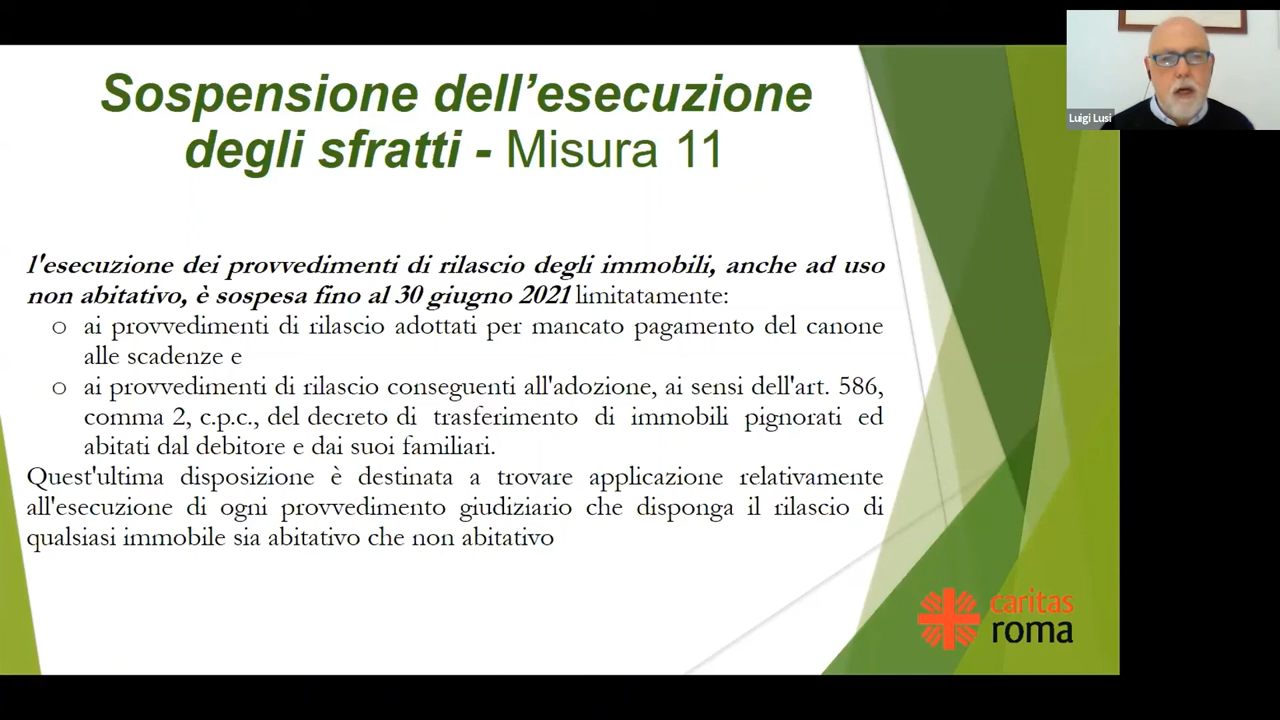 Sospensione dell’esecuzione
degli sfratti - Misura 11
Luigi Lusi
l'esecuzione dei provvedimenti di rilascio degli immobili, anche ad uso
non abitativo, è sospesa fino al 30 giugno 2021 limitatamente:
o ai provvedimenti di rilascio adottati per mancato pagamento del canone
alle scadenze e
o ai provvedimenti di rilascio conseguenti all'adozione, ai sensi dell'art. 586,
comma 2, c.p.c., del decreto di trasferimento di immobili pignorati ed
abitati dal debitore e dai suoi familiari.
Quest'ultima disposizione è destinata a trovare applicazione relativamente
all'esecuzione di ogni provvedimento giudiziario che disponga il rilascio di
qualsiasi immobile sia abitativo che non abitativo
caritas
roma